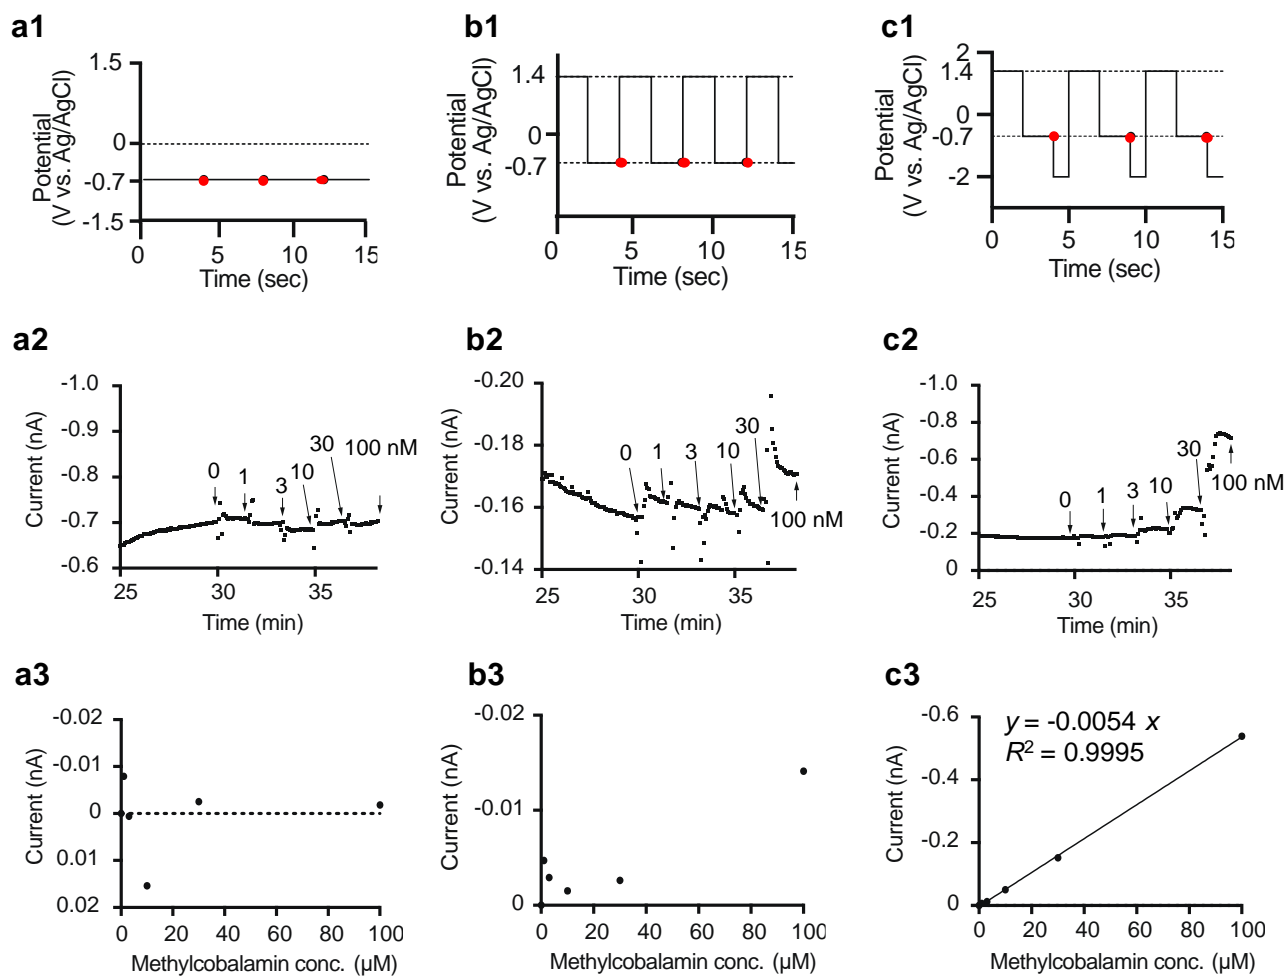 a1
b1
c1
Potential
(V vs. Ag/AgCl)
1.5
0
-0.7
-1.5
0
5
10
15
Time (sec)
Potential
(V vs. Ag/AgCl)
1.4
0
-0.7
0
5
10
15
Time (sec)
Potential
(V vs. Ag/AgCl)
2
1.4
0
-0.7
-2
0
5
10
15
Time (sec)
a2
b2
c2
Current (nA)
-1.0
-0.9
-0.8
-0.7
-0.6
0
1
3
10
30
100 nM
25
30
35
Time (min)
Current (nA)
-0.20
-0.18
-0.16
-0.14
0
1
3
10
30
100 nM
25
30
35
Time (min)
Current (nA)
-1.0
-0.8
-0.6
-0.4
-0.2
0
0
1
3
10
30
100 nM
25
30
35
Time (min)
a3
b3
c3
Current (nA)
-0.02
-0.01
0
0.01
0.02
0
20
40
60
80
100
Methylcobalamin conc. (µM)
Current (nA)
-0.02
-0.01
0
0
20
40
60
80
100
Methylcobalamin conc. (µM)
Current (nA)
-0.6
-0.4
-0.2
0
y = -0.0054 x
R² = 0.9995
0
20
40
60
80
100
Methylcobalamin conc. (µM)